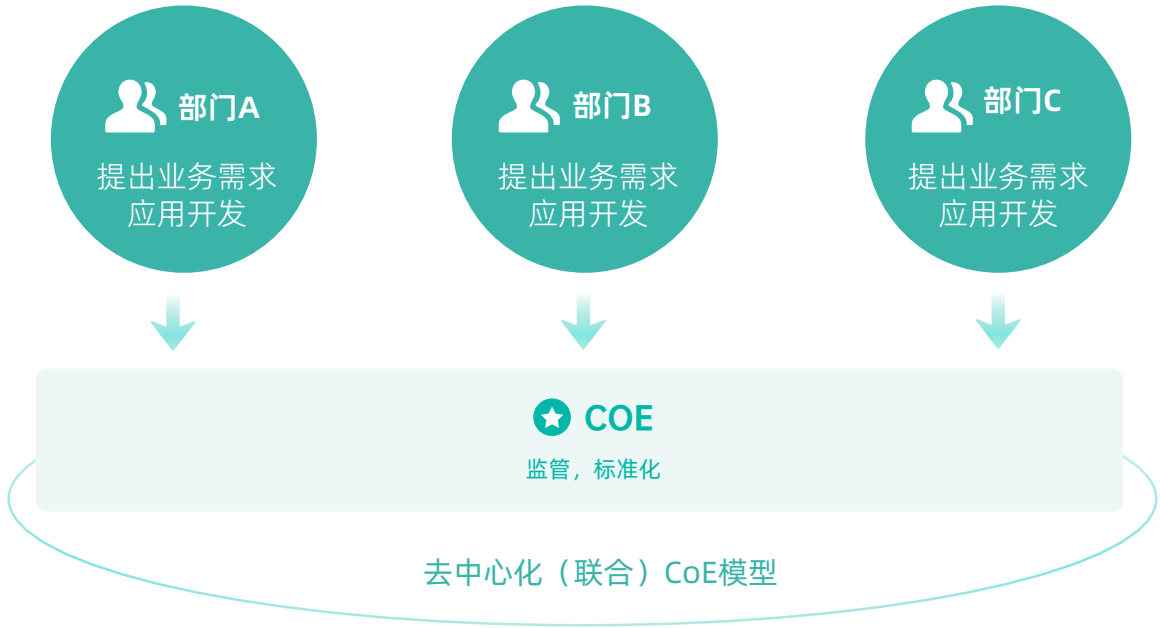 部门A
提出业务需求
应用开发
部门B
提出业务需求
应用开发
部门C
提出业务需求
应用开发
COE
监管，标准化
去中心化（联合）CoE模型